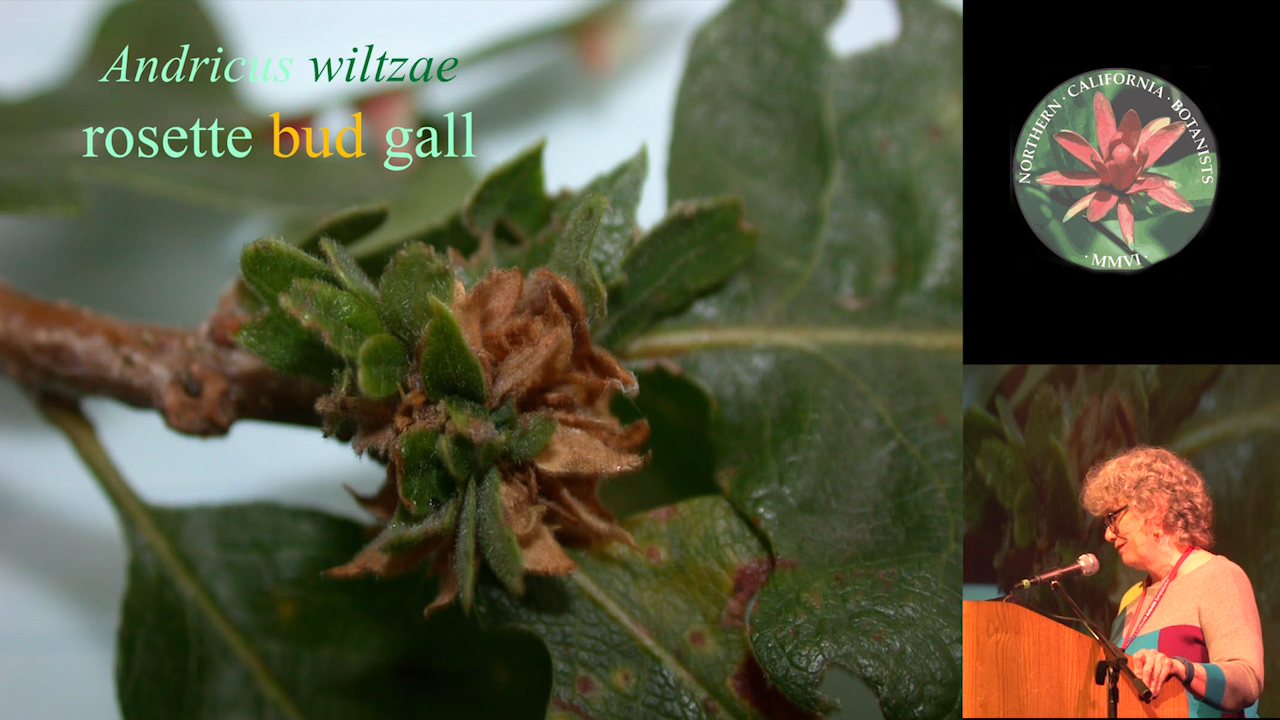 Andricus wiltzae
rosette bud gall
NORTHERN · CALIFORNIA · BOTANISTS
· MMVI ·